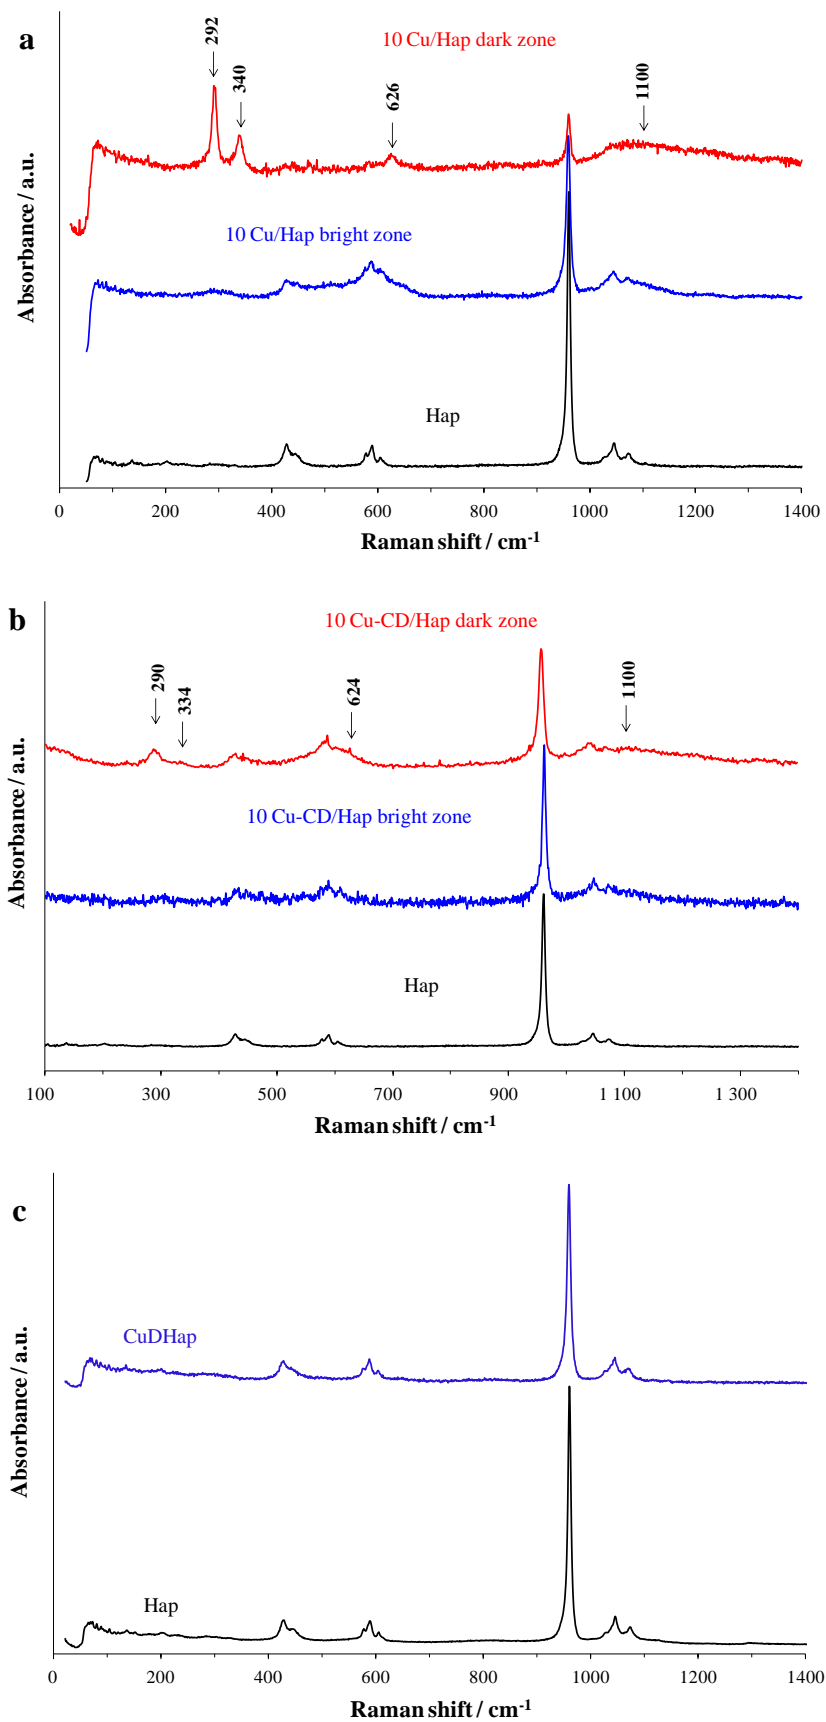 a
10 Cu/Hap dark zone
292
340
626
1100
10 Cu/Hap bright zone
Hap
Absorbance / a.u.
0 200 400 600 800 1000 1200 1400
Raman shift / cm-1
b
10 Cu-CD/Hap dark zone
290
334
624
1100
10 Cu-CD/Hap bright zone
Hap
Absorbance / a.u.
100 300 500 700 900 1 100 1 300
Raman shift / cm-1
c
CuDHap
Hap
Absorbance / a.u.
0 200 400 600 800 1000 1200 1400
Raman shift / cm-1